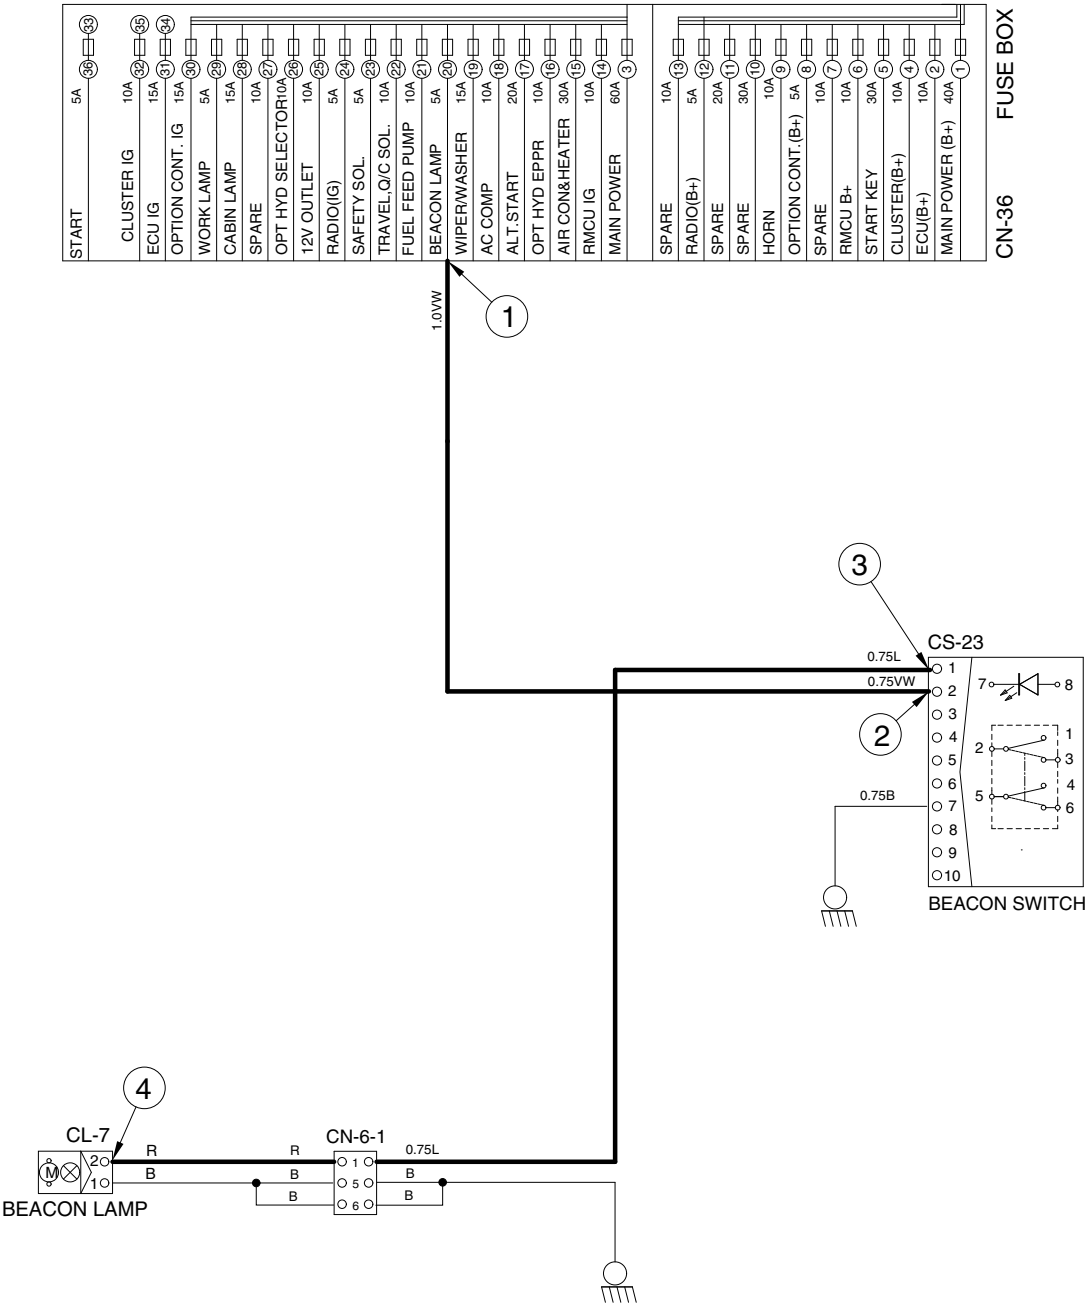 33 35 34
36 32 31 30 29 28 27 26 25 24 23 22 21 20 19 18 17 16 15 14 3 13 12 11 10 9 8 7 6 5 4 2 1
START 5A
CLUSTER IG 10A
ECU IG 15A
OPTION CONT. IG 15A
WORK LAMP 5A
CABIN LAMP 15A
SPARE 10A
OPT HYD SELECTOR 10A
12V OUTLET 10A
RADIO(IG) 5A
SAFETY SOL. 5A
TRAVEL,Q/C SOL. 10A
FUEL FEED PUMP 10A
BEACON LAMP 5A
WIPER/WASHER 15A
AC COMP 10A
ALT.START 20A
OPT HYD EPPR 10A
AIR CON&HEATER 30A
RMCU IG 10A
MAIN POWER 60A
SPARE 10A
RADIO(B+) 5A
SPARE 20A
SPARE 30A
HORN 10A
OPTION CONT.(B+) 5A
SPARE 10A
RMCU B+ 10A
START KEY 30A
CLUSTER(B+) 10A
ECU(B+) 10A
MAIN POWER (B+) 40A
CN-36 FUSE BOX
1.0VW
1
3
CS-23
0.75L
0.75VW
2
0.75B
1
2
3
4
5
6
7
8
9
10
7 8
2 1
3
5 4
6
BEACON SWITCH
4
CL-7
CN-6-1
M
2
1
R R 1 0.75L
B B 5 B
B 6 B
BEACON LAMP